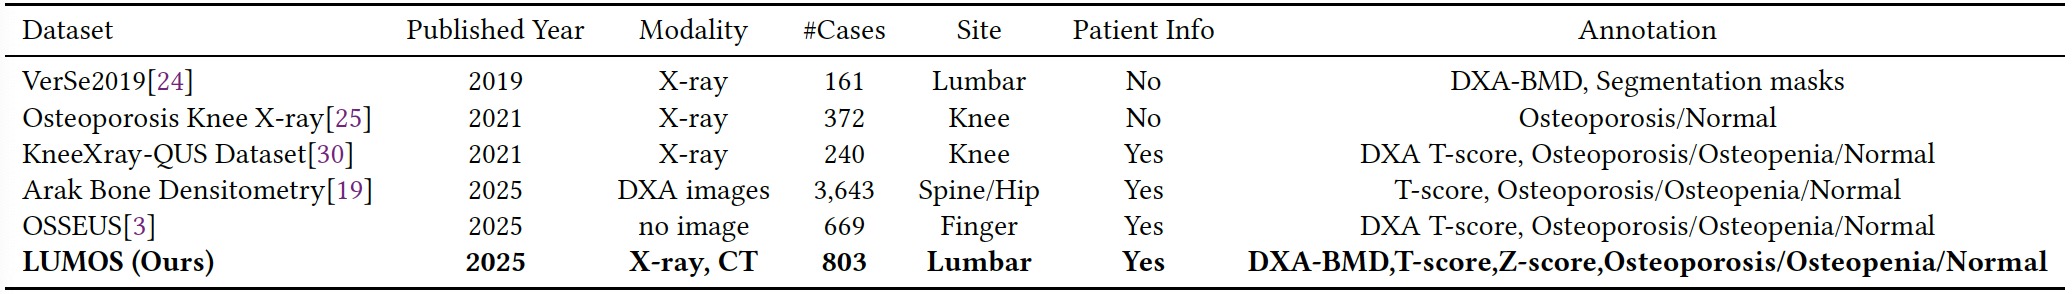 Dataset Published Year Modality #Cases Site Patient Info Annotation
VerSe2019[24] 2019 X-ray 161 Lumbar No DXA-BMD, Segmentation masks
Osteoporosis Knee X-ray[25] 2021 X-ray 372 Knee No Osteoporosis/Normal
KneeXray-QUS Dataset[30] 2021 X-ray 240 Knee Yes DXA T-score, Osteoporosis/Osteopenia/Normal
Arak Bone Densitometry[19] 2025 DXA images 3,643 Spine/Hip Yes T-score, Osteoporosis/Osteopenia/Normal
OSSEUS[3] 2025 no image 669 Finger Yes DXA T-score, Osteoporosis/Osteopenia/Normal
LUMOS (Ours) 2025 X-ray, CT 803 Lumbar Yes DXA-BMD,T-score,Z-score,Osteoporosis/Osteopenia/Normal